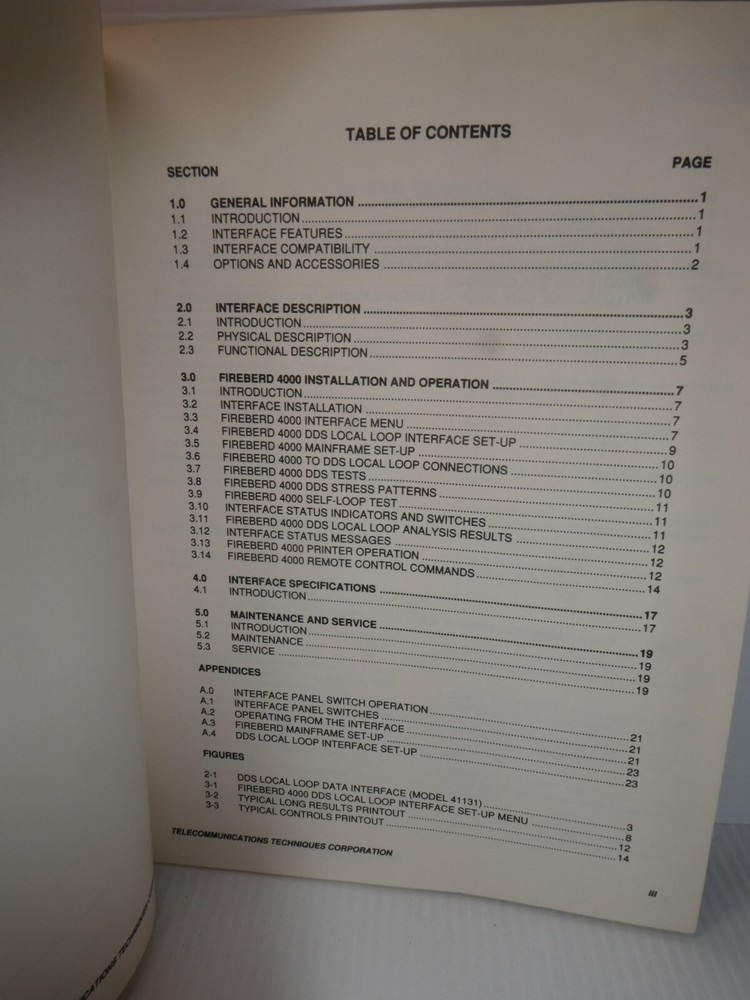 TABLE OF CONTENTS
SECTION PAGE
1.0 GENERAL INFORMATION ........ 1
1.1 INTRODUCTION ........ 1
1.2 INTERFACE FEATURES ........ 1
1.3 INTERFACE COMPATIBILITY ........ 1
1.4 OPTIONS AND ACCESSORIES ........ 2
2.0 INTERFACE DESCRIPTION ........ 3
2.1 INTRODUCTION ........ 3
2.2 PHYSICAL DESCRIPTION ........ 3
2.3 FUNCTIONAL DESCRIPTION ........ 5
3.0 FIREBERD 4000 INSTALLATION AND OPERATION ........ 7
3.1 INTRODUCTION ........ 7
3.2 INTERFACE INSTALLATION ........ 7
3.3 FIREBERD 4000 INTERFACE MENU ........ 7
3.4 FIREBERD 4000 DDS LOCAL LOOP INTERFACE SET-UP ........ 9
3.5 FIREBERD 4000 MAINFRAME SET-UP ........ 10
3.6 FIREBERD 4000 TO DDS LOCAL LOOP CONNECTIONS ........ 10
3.7 FIREBERD 4000 DDS TESTS ........ 10
3.8 FIREBERD 4000 DDS STRESS PATTERNS ........ 11
3.9 FIREBERD 4000 SELF-LOOP TEST ........ 11
3.10 INTERFACE STATUS INDICATORS AND SWITCHES ........ 11
3.11 FIREBERD 4000 DDS LOCAL LOOP ANALYSIS RESULTS ........ 12
3.12 INTERFACE STATUS MESSAGES ........ 12
3.13 FIREBERD 4000 PRINTER OPERATION ........ 12
3.14 FIREBERD 4000 REMOTE CONTROL COMMANDS ........ 14
4.0 INTERFACE SPECIFICATIONS ........ 17
4.1 INTRODUCTION ........ 17
5.0 MAINTENANCE AND SERVICE ........ 19
5.1 INTRODUCTION ........ 19
5.2 MAINTENANCE ........ 19
5.3 SERVICE ........ 19
APPENDICES
A.0 INTERFACE PANEL SWITCH OPERATION ........ 21
A.1 INTERFACE PANEL SWITCHES ........ 21
A.2 OPERATING FROM THE INTERFACE ........ 21
A.3 FIREBERD MAINFRAME SET-UP ........ 23
A.4 DDS LOCAL LOOP INTERFACE SET-UP ........ 23
FIGURES
2-1 DDS LOCAL LOOP DATA INTERFACE (MODEL 41131) ........ 3
3-1 FIREBERD 4000 DDS LOCAL LOOP INTERFACE SET-UP MENU ........ 8
3-2 TYPICAL LONG RESULTS PRINTOUT ........ 12
3-3 TYPICAL CONTROLS PRINTOUT ........ 14
TELECOMMUNICATIONS TECHNIQUES CORPORATION
iii